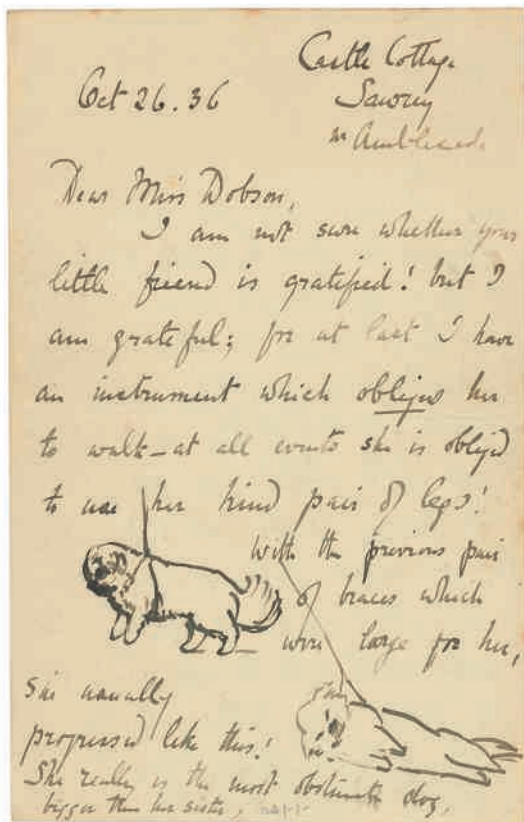 Castle Cottage
Oct 26. 36
Sawrey
nr Ambleside
Dear Miss Dobson,
I am not sure whether your
little friend is gratified! but I
am grateful; for at last I have
an instrument which obliges her
to walk — at all events she is obliged
to use her hind pair of legs!
With the previous pair
of braces which
were large for her,
she usually
progressed like this!
She really is the most obstinate dog,
bigger than her sister,